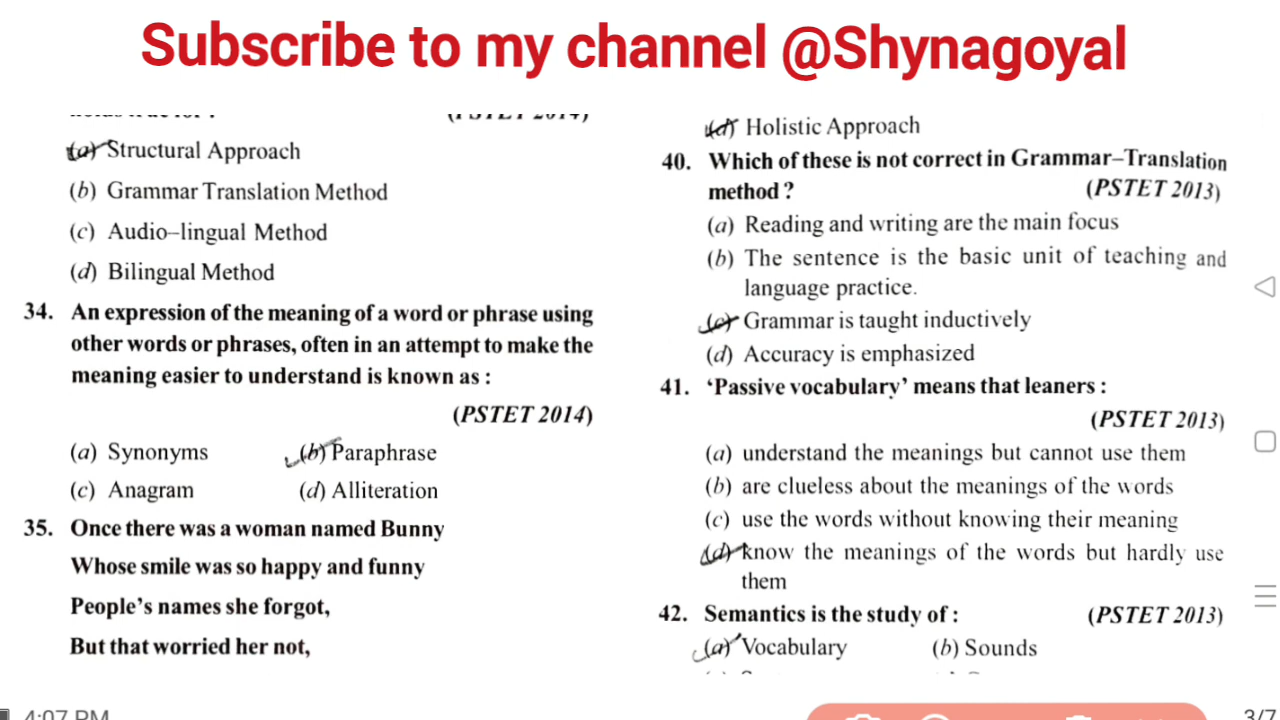 Subscribe to my channel @Shynagoyal
(PSTET 2014)
(a) Structural Approach
(b) Grammar Translation Method
(c) Audio–lingual Method
(d) Bilingual Method
34. An expression of the meaning of a word or phrase using
other words or phrases, often in an attempt to make the
meaning easier to understand is known as :
(PSTET 2014)
(a) Synonyms (b) Paraphrase
(c) Anagram (d) Alliteration
35. Once there was a woman named Bunny
Whose smile was so happy and funny
People's names she forgot,
But that worried her not,
(d) Holistic Approach
40. Which of these is not correct in Grammar–Translation
method ? (PSTET 2013)
(a) Reading and writing are the main focus
(b) The sentence is the basic unit of teaching and
language practice.
(c) Grammar is taught inductively
(d) Accuracy is emphasized
41. ‘Passive vocabulary’ means that leaners :
(PSTET 2013)
(a) understand the meanings but cannot use them
(b) are clueless about the meanings of the words
(c) use the words without knowing their meaning
(d) know the meanings of the words but hardly use
them
42. Semantics is the study of : (PSTET 2013)
(a) Vocabulary (b) Sounds
4:07 PM
3/7